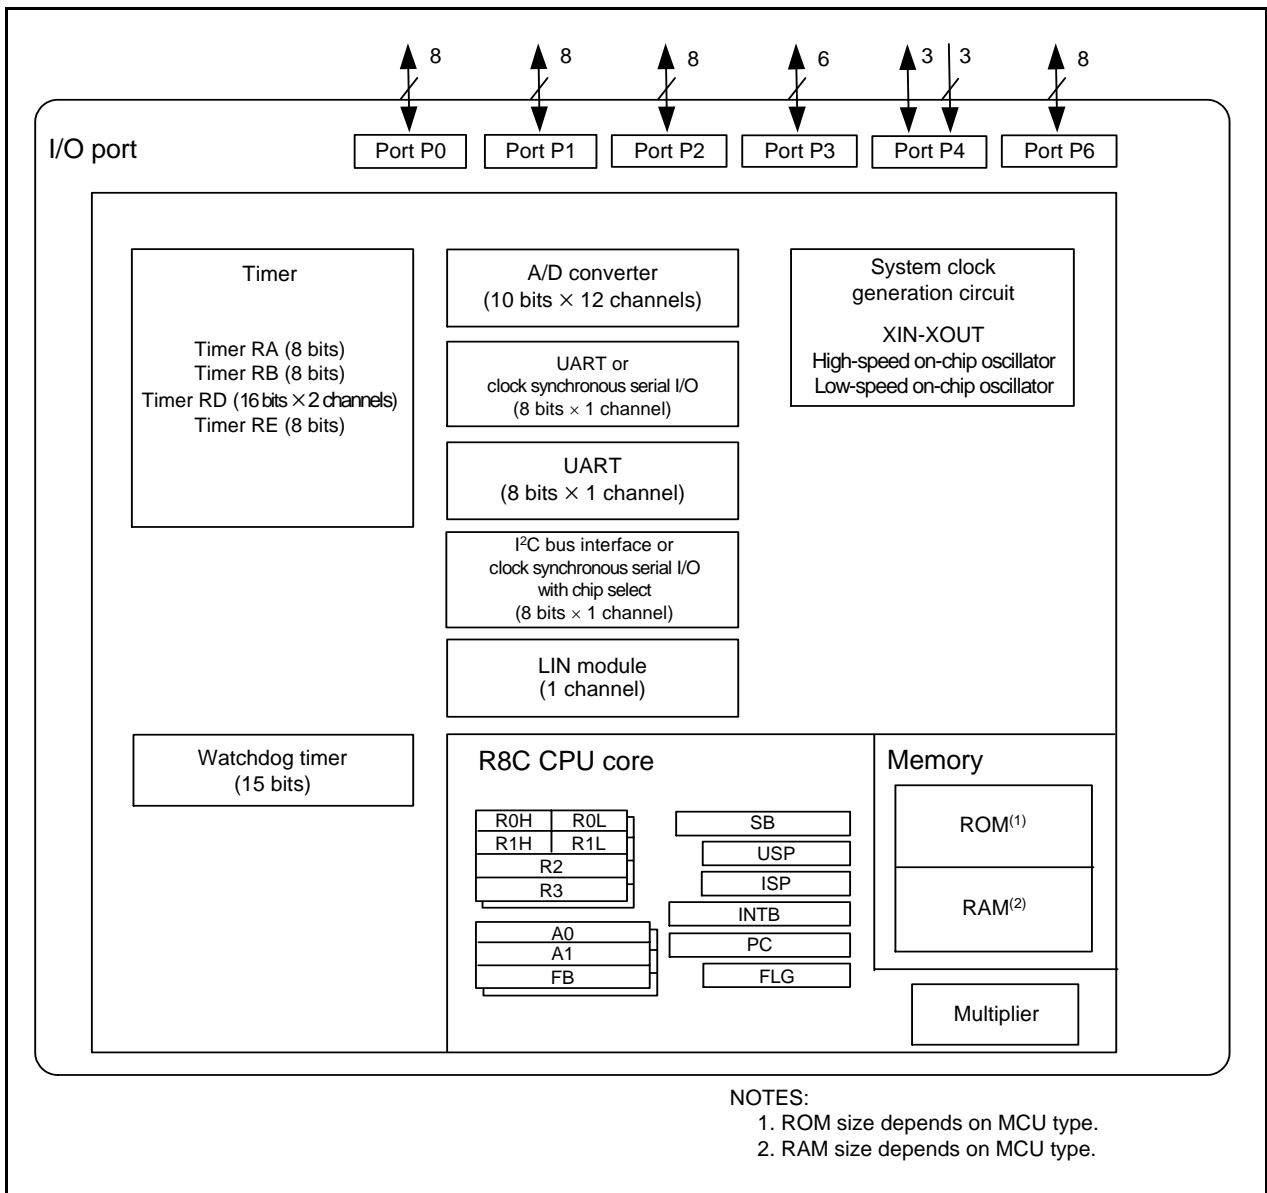 8 8 8 6 3 3 8
I/O port
Port P0 Port P1 Port P2 Port P3 Port P4 Port P6
Timer
Timer RA (8 bits)
Timer RB (8 bits)
Timer RD (16 bits × 2 channels)
Timer RE (8 bits)
A/D converter
(10 bits × 12 channels)
UART or
clock synchronous serial I/O
(8 bits × 1 channel)
UART
(8 bits × 1 channel)
I²C bus interface or
clock synchronous serial I/O
with chip select
(8 bits × 1 channel)
LIN module
(1 channel)
System clock
generation circuit
XIN-XOUT
High-speed on-chip oscillator
Low-speed on-chip oscillator
Watchdog timer
(15 bits)
R8C CPU core
R0H R0L
R1H R1L
R2
R3
A0
A1
FB
SB
USP
ISP
INTB
PC
FLG
Memory
ROM(1)
RAM(2)
Multiplier
NOTES:
1. ROM size depends on MCU type.
2. RAM size depends on MCU type.